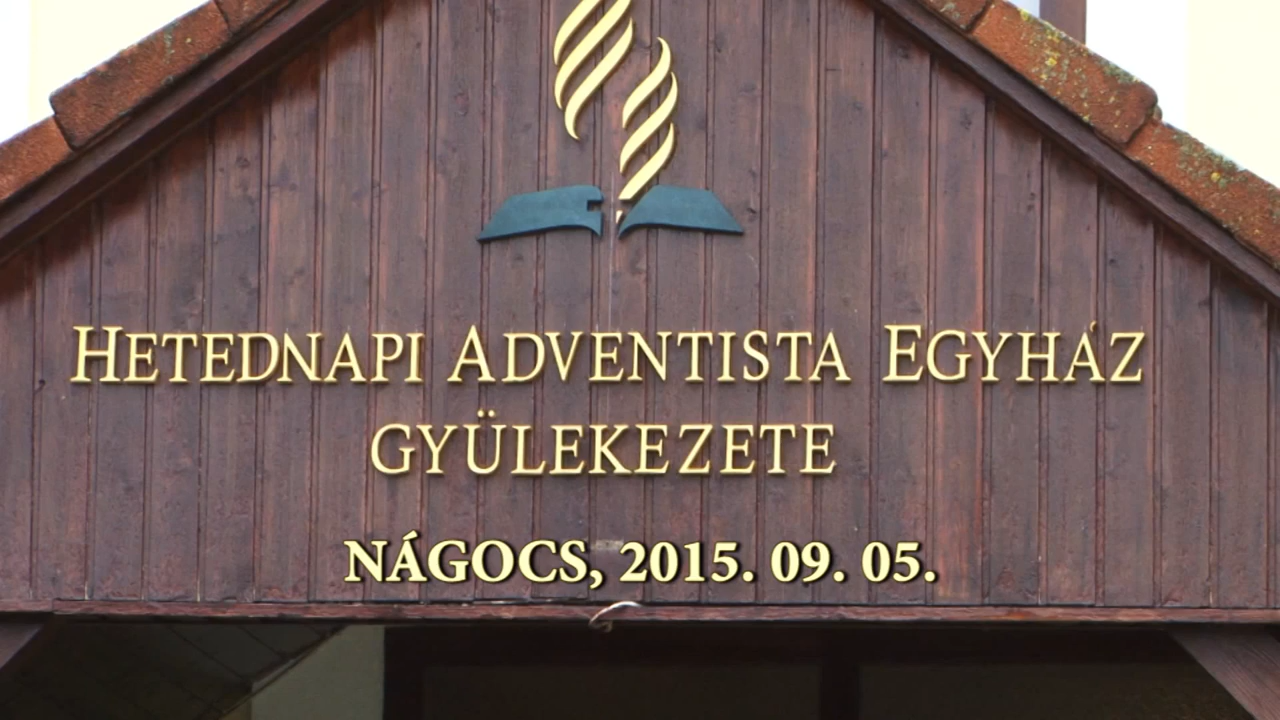 HETEDNAPI ADVENTISTA EGYHÁZ
GYÜLEKEZETE
NÁGOCS, 2015. 09. 05.